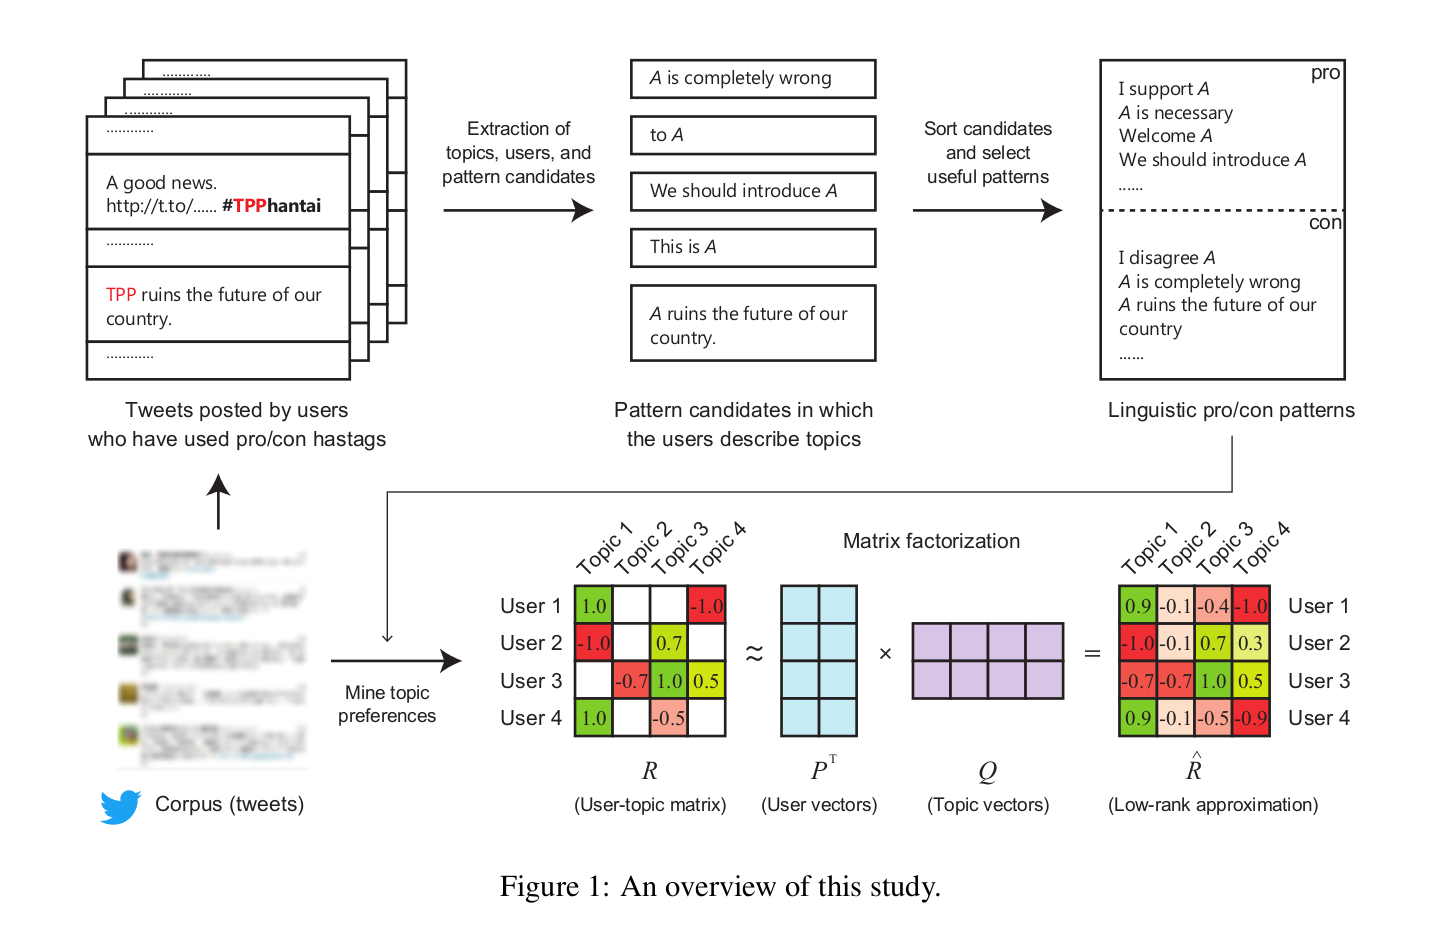 ............
............
............
............
A good news.
http://t.to/...... #TPPhantai
............
TPP ruins the future of our
country.
............
Tweets posted by users
who have used pro/con hastags
Extraction of
topics, users, and
pattern candidates
A is completely wrong
to A
We should introduce A
This is A
A ruins the future of our
country.
Pattern candidates in which
the users describe topics
Sort candidates
and select
useful patterns
pro
I support A
A is necessary
Welcome A
We should introduce A
......
con
I disagree A
A is completely wrong
A ruins the future of our
country
......
Linguistic pro/con patterns
Corpus (tweets)
Mine topic
preferences
Matrix factorization
Topic 1 Topic 2 Topic 3 Topic 4
User 1 1.0 -1.0
User 2 -1.0 0.7
User 3 -0.7 1.0 0.5
User 4 1.0 -0.5
R
(User-topic matrix)
≈
P^T
(User vectors)
×
Q
(Topic vectors)
=
Topic 1 Topic 2 Topic 3 Topic 4
0.9 -0.1 -0.4 -1.0 User 1
-1.0 -0.1 0.7 0.3 User 2
-0.7 -0.7 1.0 0.5 User 3
0.9 -0.1 -0.5 -0.9 User 4
R̂
(Low-rank approximation)
Figure 1: An overview of this study.